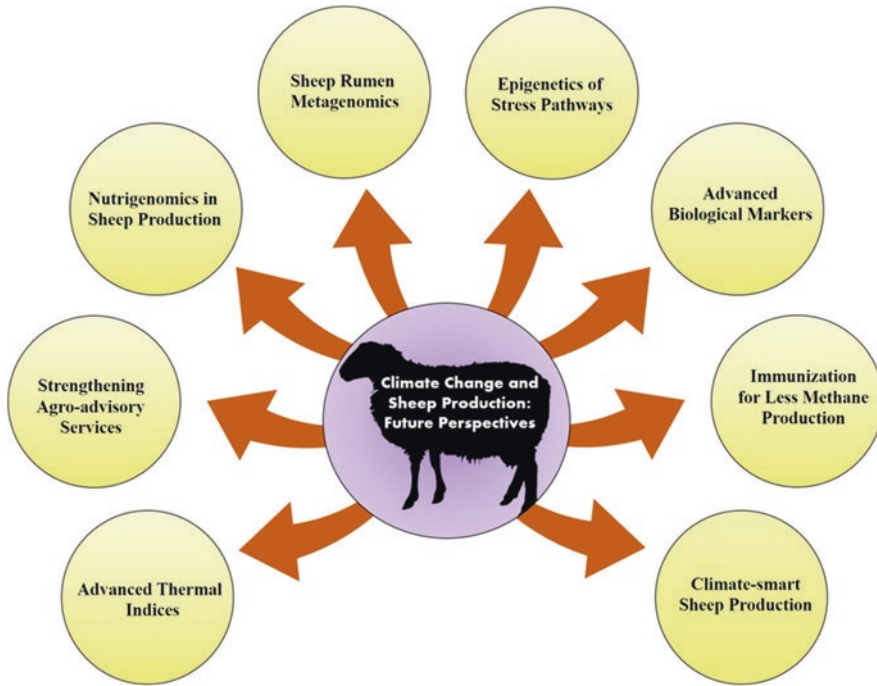 Sheep Rumen
Metagenomics
Epigenetics of
Stress Pathways
Nutrigenomics in
Sheep Production
Advanced
Biological Markers
Strengthening
Agro-advisory
Services
Climate Change and
Sheep Production:
Future Perspectives
Immunization
for Less Methane
Production
Advanced Thermal
Indices
Climate-smart
Sheep Production